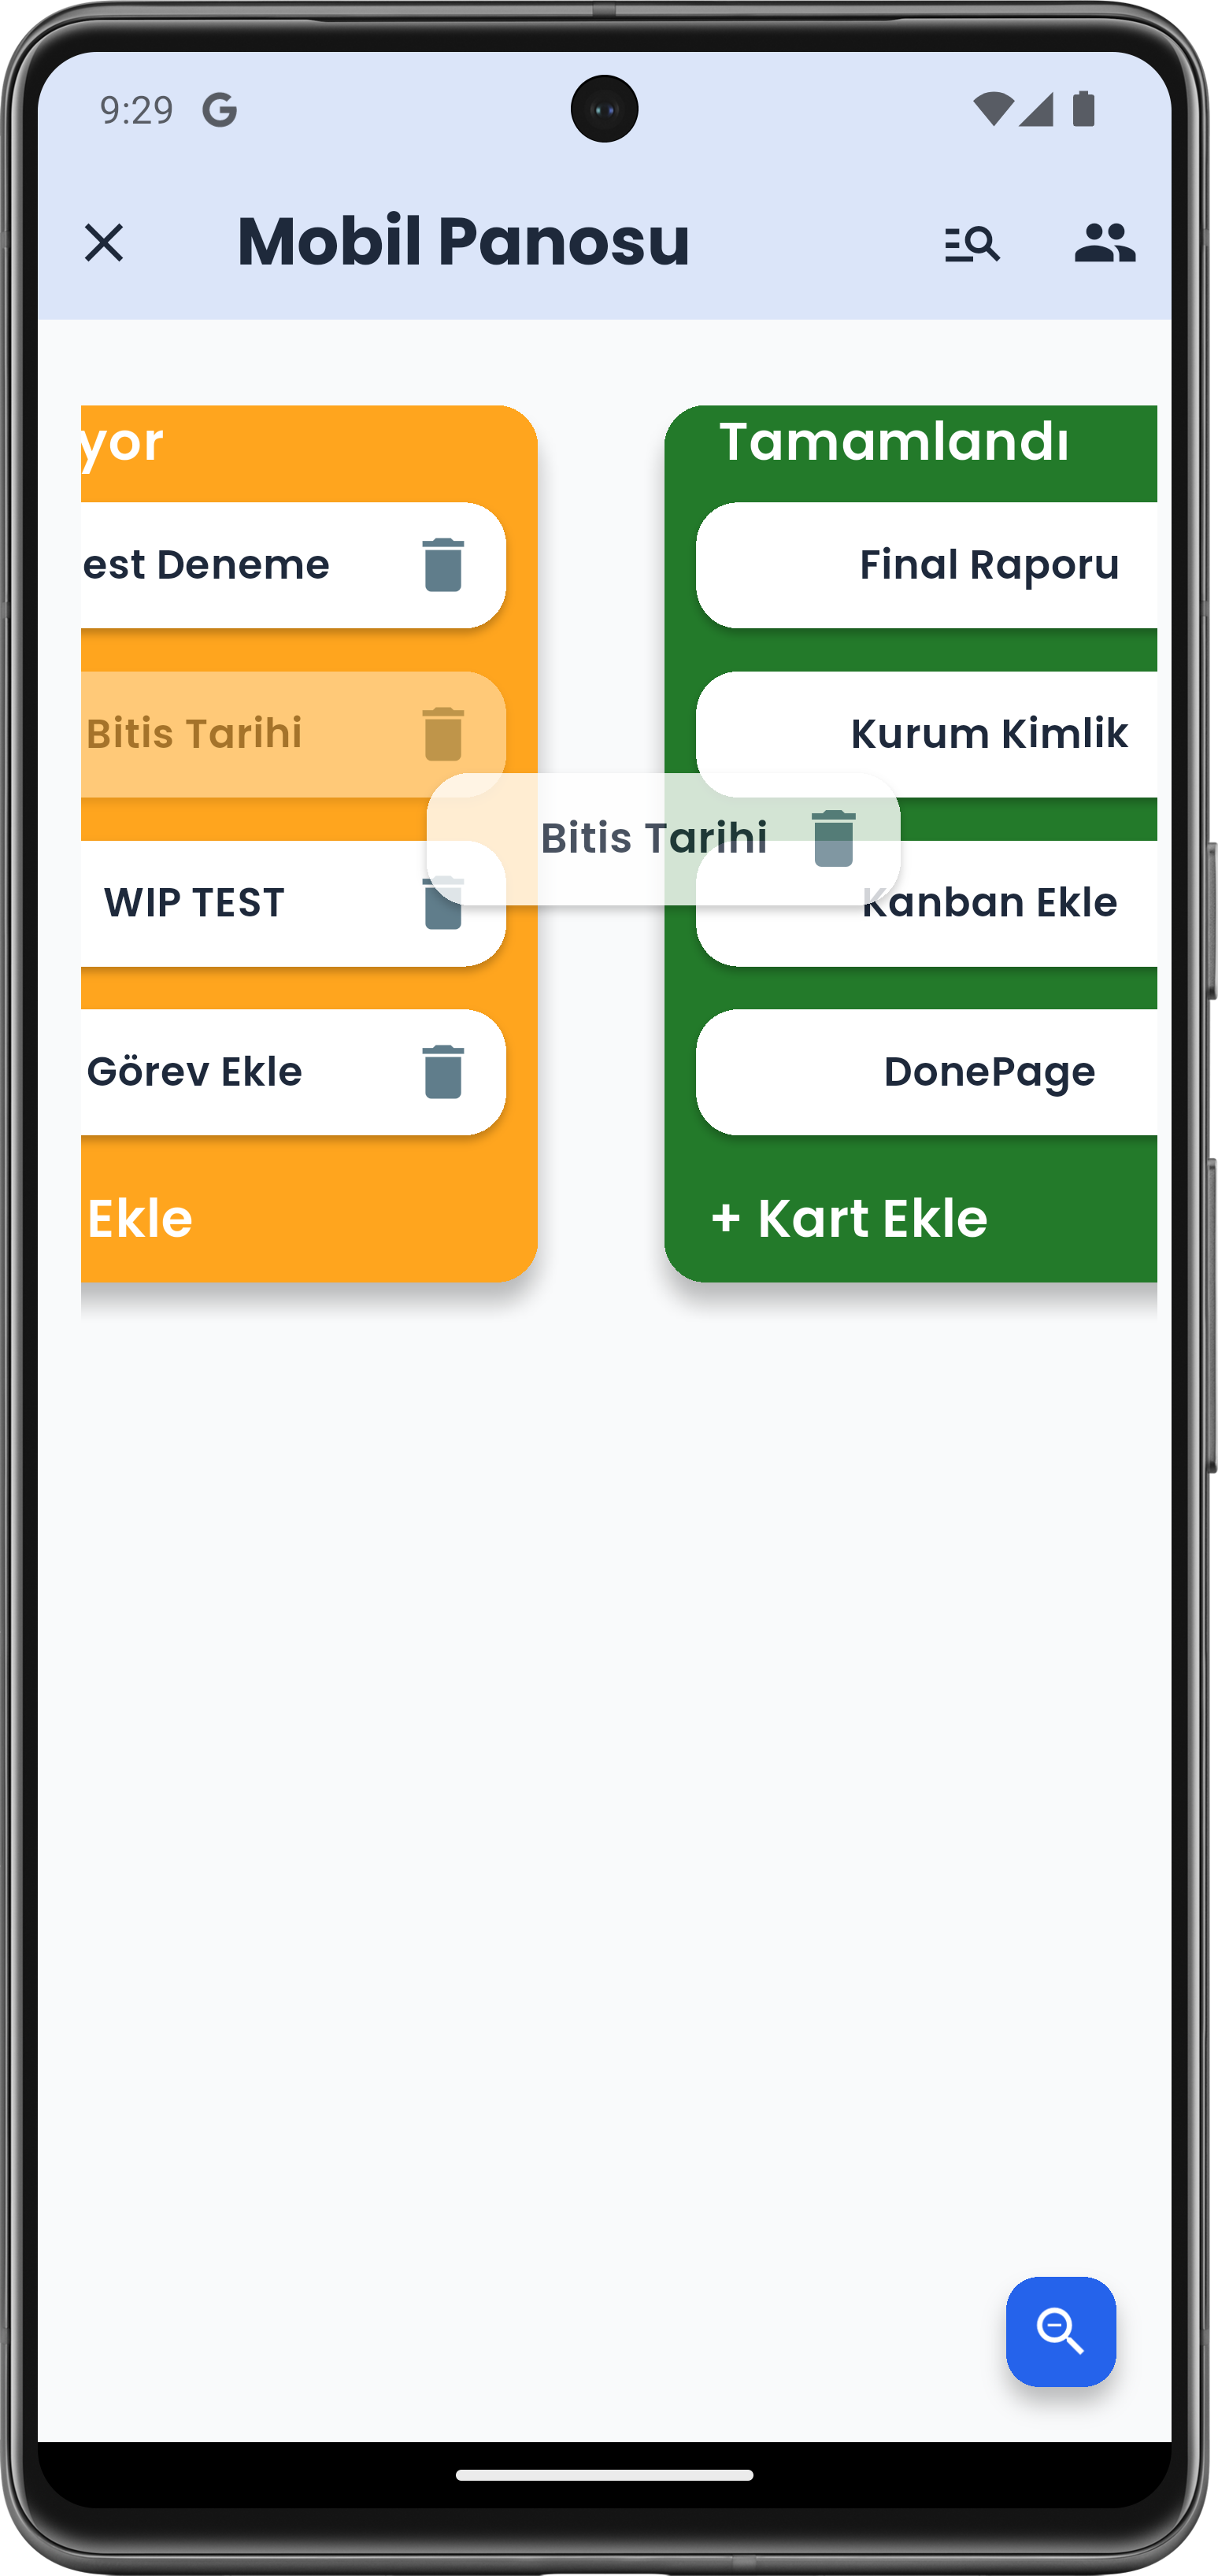 9:29
Mobil Panosu
yor
est Deneme
Bitis Tarihi
WIP TEST
Görev Ekle
Ekle
Bitis Tarihi
Tamamlandı
Final Raporu
Kurum Kimlik
Kanban Ekle
DonePage
+ Kart Ekle